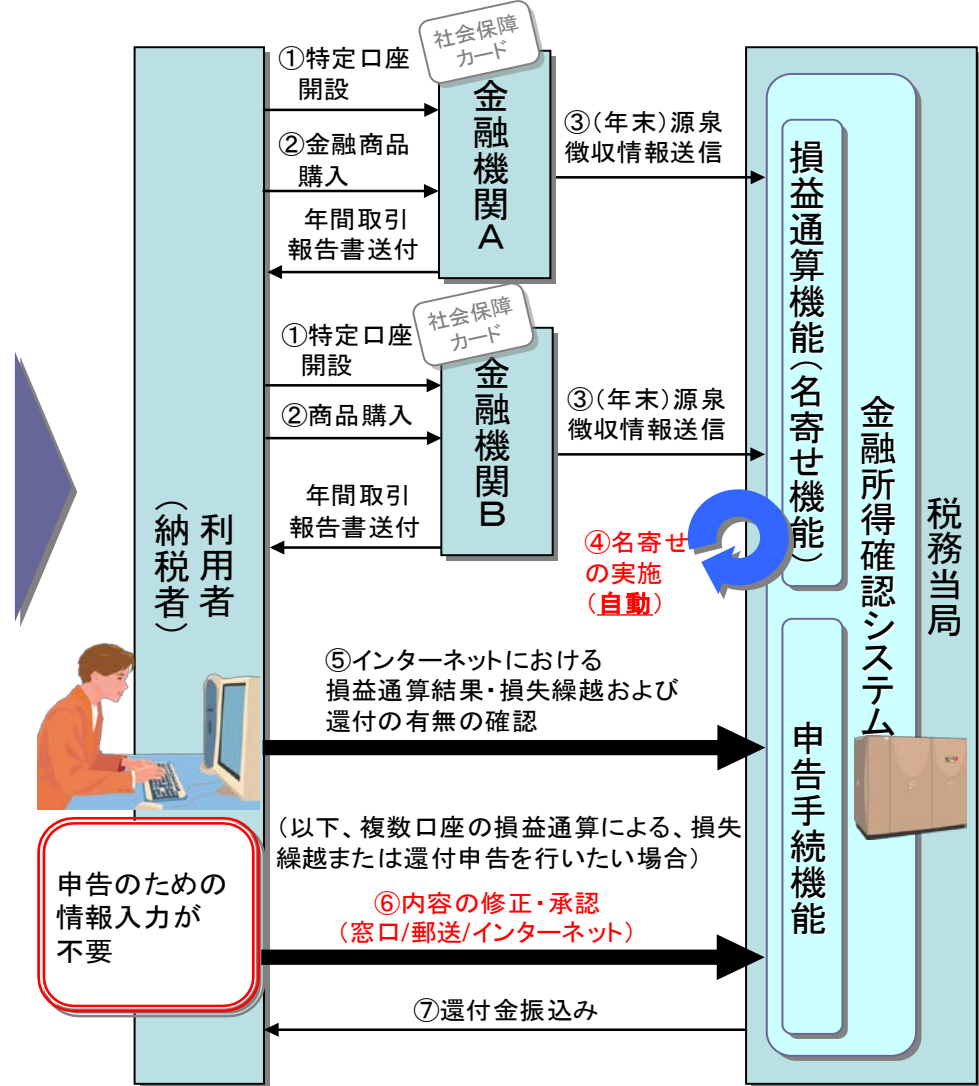 社会保障
カード
①特定口座
開設
金融機関A
②金融商品
購入
③(年末)源泉
徴収情報送信
年間取引
報告書送付
社会保障
カード
①特定口座
開設
金融機関B
②商品購入
③(年末)源泉
徴収情報送信
年間取引
報告書送付
利用者
(納税者)
損益通算機能(名寄せ機能)
金融所得確認システム
税務当局
④名寄せ
の実施
(自動)
⑤インターネットにおける
損益通算結果・損失繰越および
還付の有無の確認
申告手続機能
(以下、複数口座の損益通算による、損失
繰越または還付申告を行いたい場合)
申告のための
情報入力が
不要
⑥内容の修正・承認
(窓口/郵送/インターネット)
⑦還付金振込み